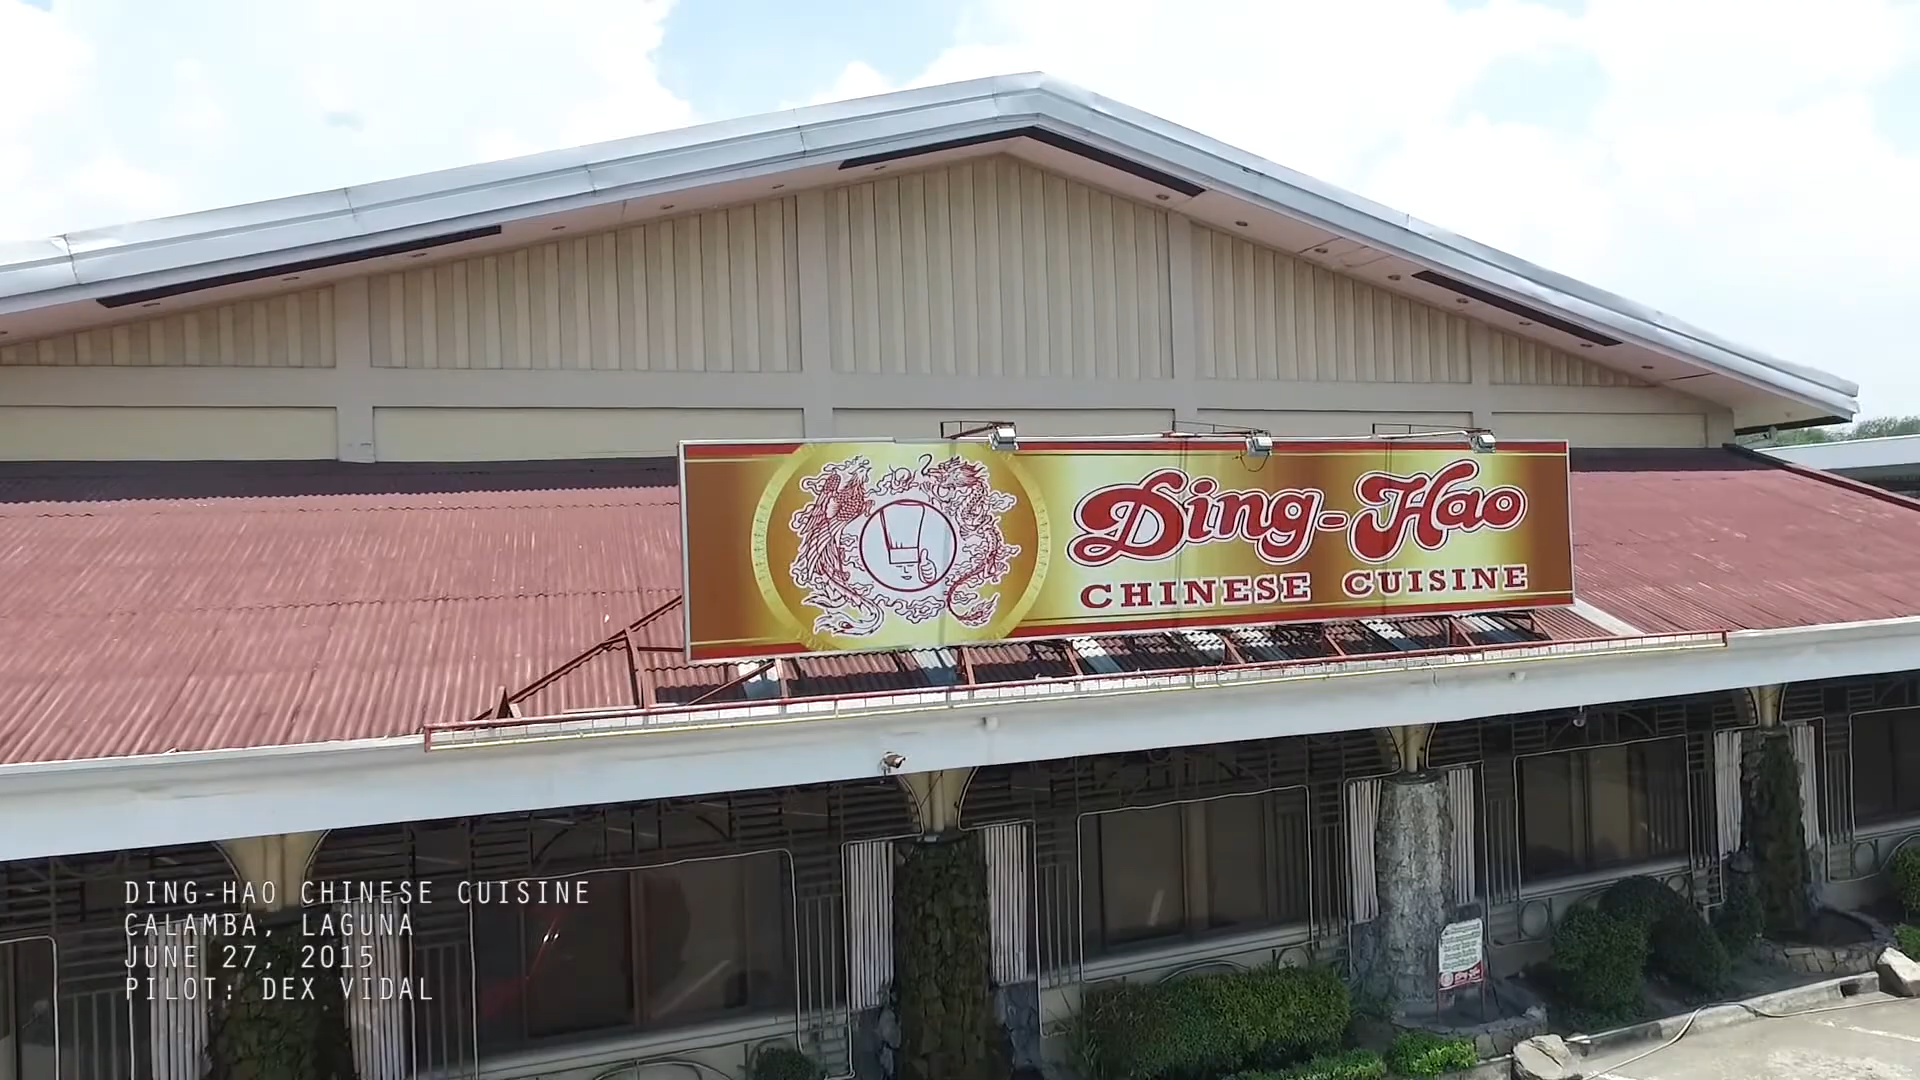 Ding-Hao
CHINESE CUISINE
DING-HAO CHINESE CUISINE
CALAMBA, LAGUNA
JUNE 27, 2015
PILOT: DEX VIDAL